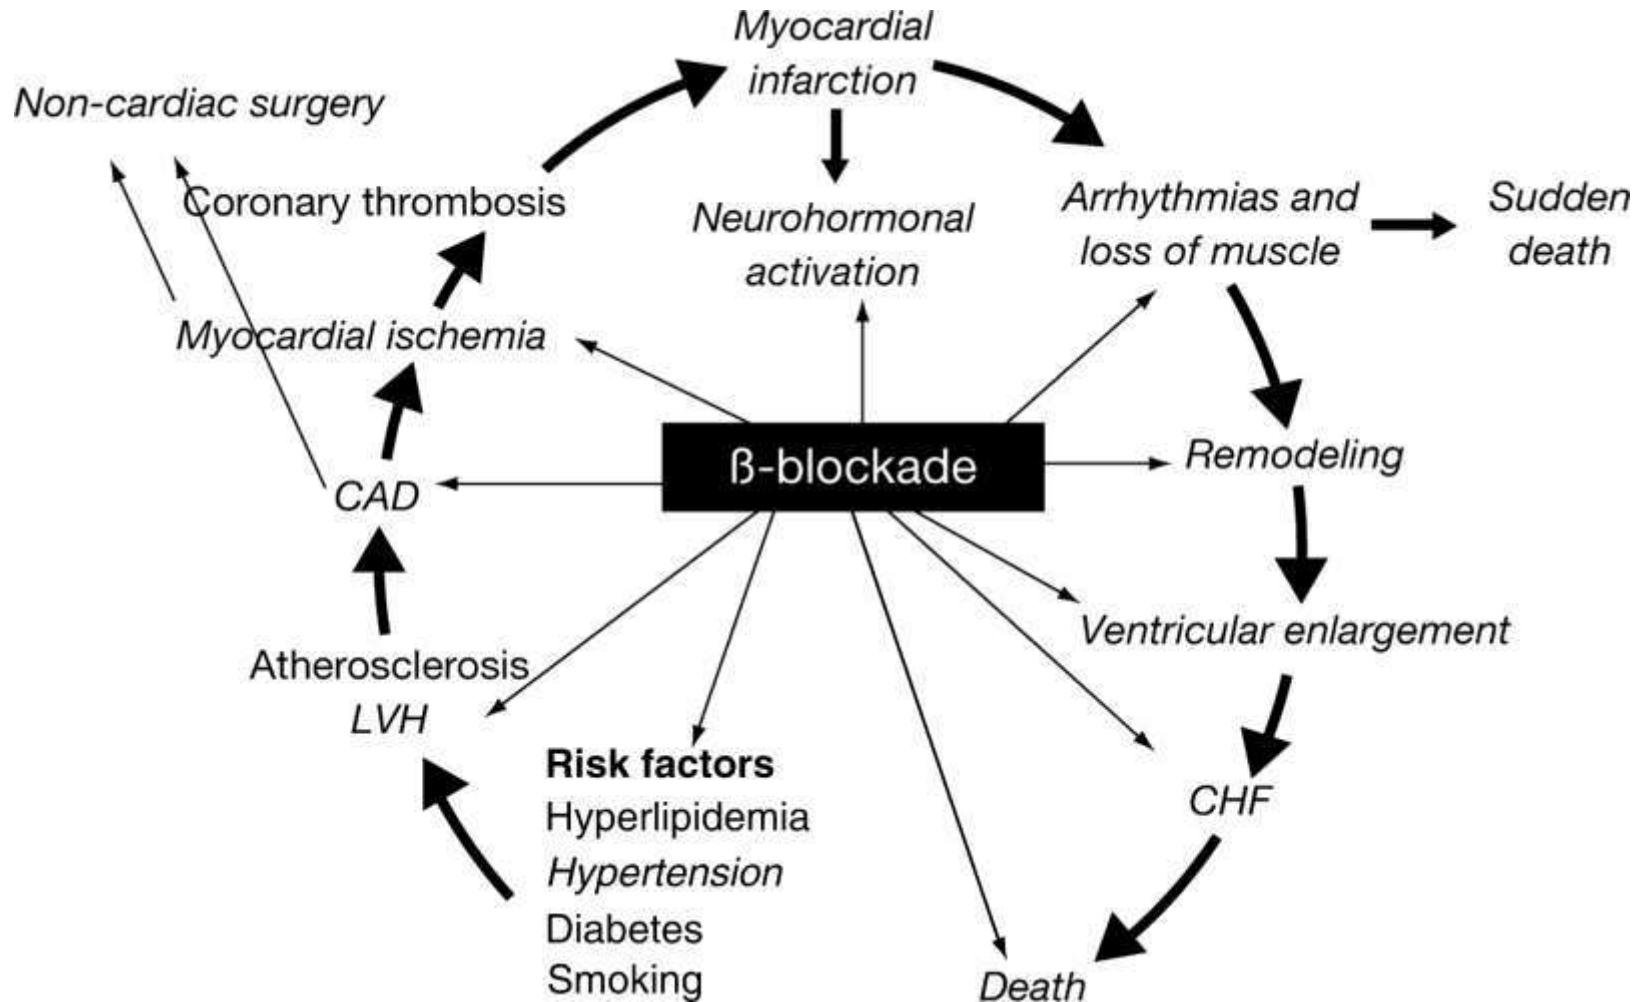 Myocardial
infarction
Non-cardiac surgery
Coronary thrombosis
Neurohormonal
activation
Arrhythmias and
loss of muscle
Sudden
death
Myocardial ischemia
ß-blockade
Remodeling
CAD
Ventricular enlargement
Atherosclerosis
LVH
Risk factors
Hyperlipidemia
Hypertension
Diabetes
Smoking
CHF
Death